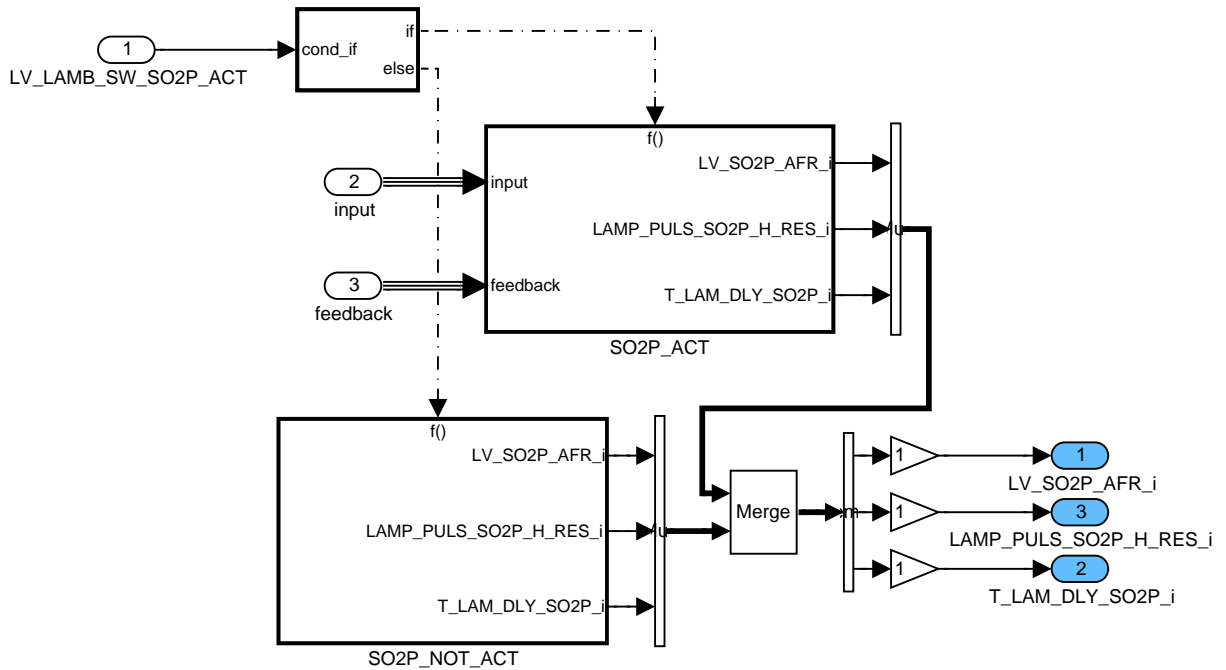 1
LV_LAMB_SW_SO2P_ACT
cond_if
if
else
f()
2
input
input
3
feedback
feedback
LV_SO2P_AFR_i
LAMP_PULS_SO2P_H_RES_i
T_LAM_DLY_SO2P_i
SO2P_ACT
f()
LV_SO2P_AFR_i
LAMP_PULS_SO2P_H_RES_i
T_LAM_DLY_SO2P_i
SO2P_NOT_ACT
Merge
1
1
LV_SO2P_AFR_i
1
3
LAMP_PULS_SO2P_H_RES_i
1
2
T_LAM_DLY_SO2P_i